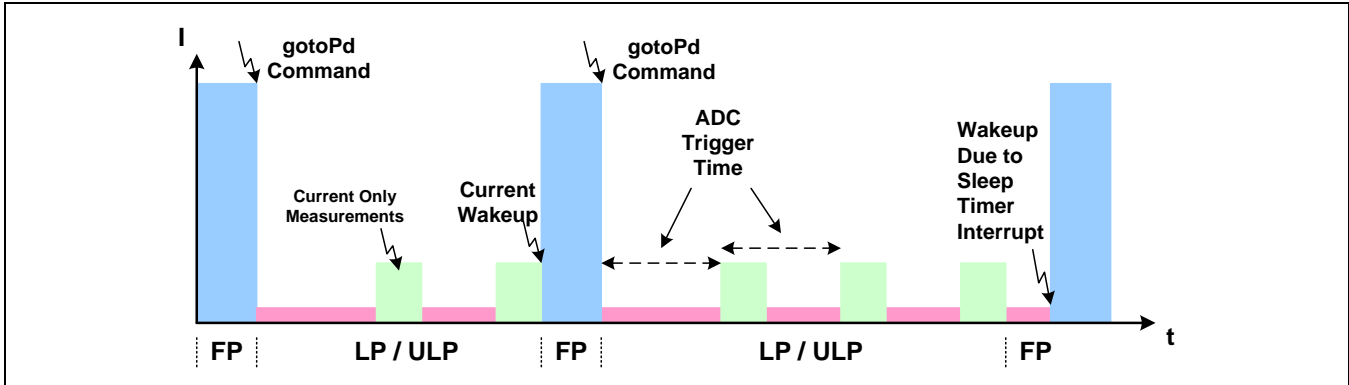 I
gotoPd
Command
gotoPd
Command
ADC
Trigger
Time
Wakeup
Due to
Sleep
Timer
Interrupt
Current Only
Measurements
Current
Wakeup
t
FP
LP / ULP
FP
LP / ULP
FP